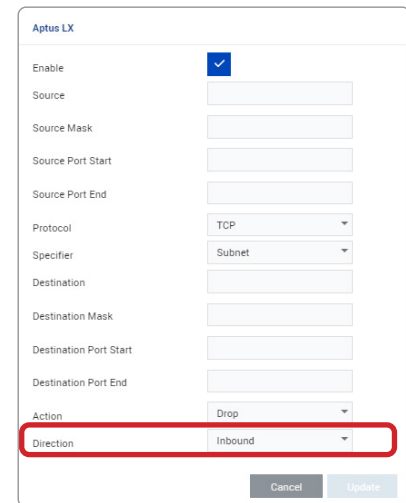 Aptus LX
Enable
Source
Source Mask
Source Port Start
Source Port End
Protocol TCP
Specifier Subnet
Destination
Destination Mask
Destination Port Start
Destination Port End
Action Drop
Direction Inbound
Cancel Update